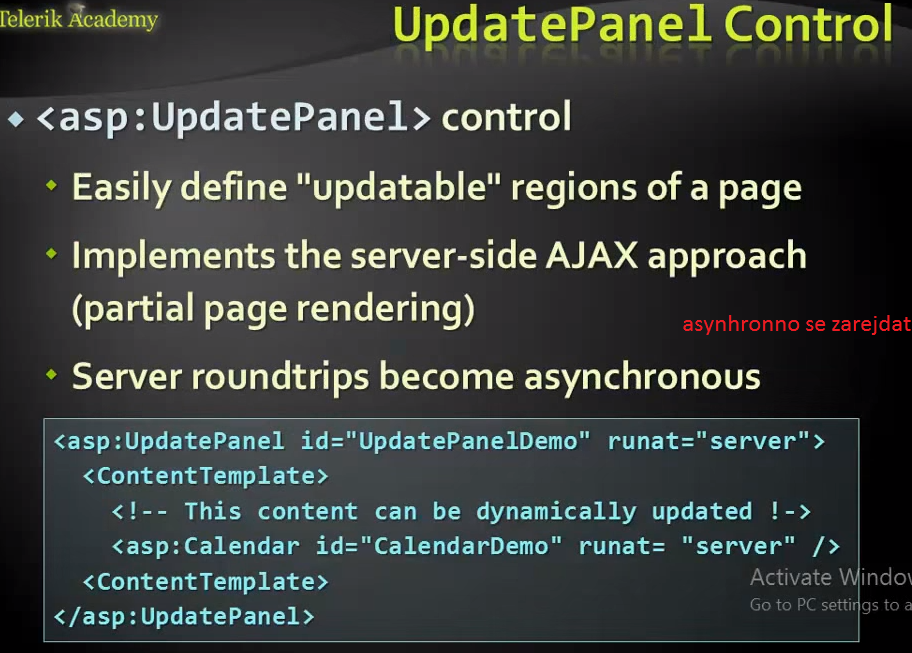 Telerik Academy
UpdatePanel Control
<asp:UpdatePanel> control
Easily define "updatable" regions of a page
Implements the server-side AJAX approach
(partial page rendering)
asynhronno se zarejdat
Server roundtrips become asynchronous
<asp:UpdatePanel id="UpdatePanelDemo" runat="server">
<ContentTemplate>
<!-- This content can be dynamically updated !->
<asp:Calendar id="CalendarDemo" runat= "server" />
<ContentTemplate>
</asp:UpdatePanel>
Activate Window
Go to PC settings to a